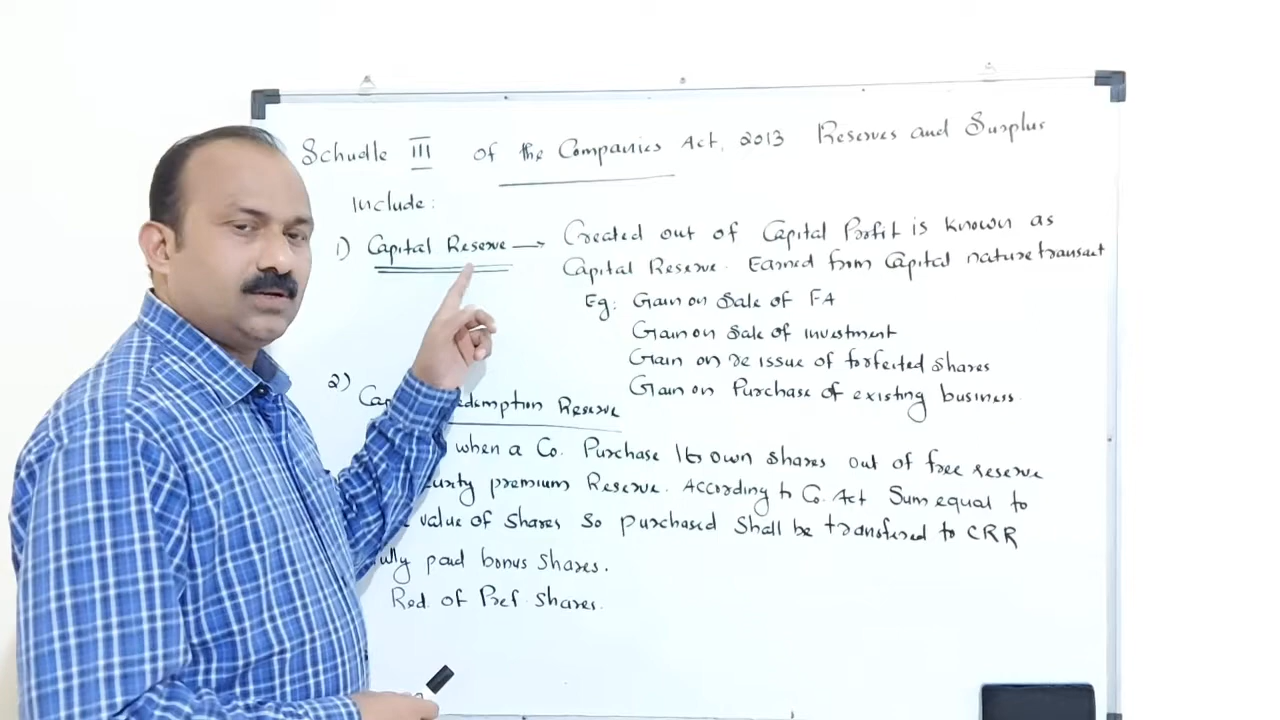 Schudle III of the Companies Act, 2013 Reserves and Surplus
Include:
1) Capital Reserve → Created out of Capital Profit is known as
Capital Reserve. Earned from Capital nature transact
Eg: Gain on Sale of FA
Gain on Sale of investment
Gain on re issue of forfeited shares
Gain on Purchase of existing business.
2) Redemption Reserve
when a Co. Purchase Its own shares out of free reserve
premium Reserve. According to Co. Act Sum equal to
value of shares so purchased Shall be transfered to CRR
fully paid bonus shares.
Red. of Pref. shares.